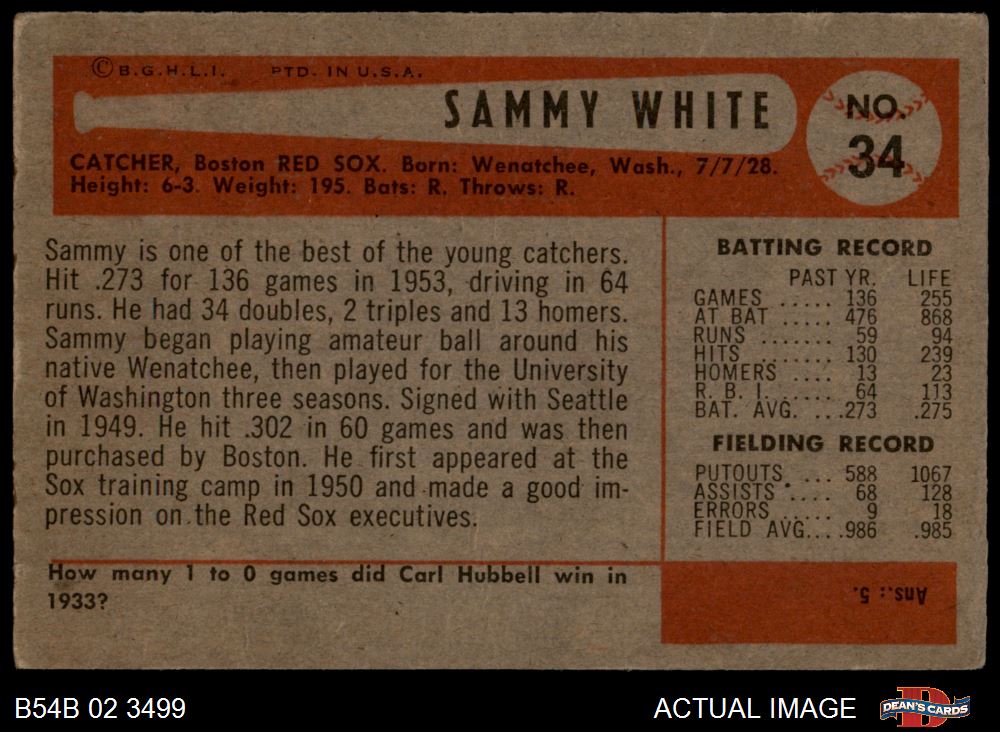 © B.G.H.L.I. PTD. IN U.S.A.
SAMMY WHITE
NO.
34
CATCHER, Boston RED SOX. Born: Wenatchee, Wash., 7/7/28.
Height: 6-3. Weight: 195. Bats: R. Throws: R.
Sammy is one of the best of the young catchers.
Hit .273 for 136 games in 1953, driving in 64
runs. He had 34 doubles, 2 triples and 13 homers.
Sammy began playing amateur ball around his
native Wenatchee, then played for the University
of Washington three seasons. Signed with Seattle
in 1949. He hit .302 in 60 games and was then
purchased by Boston. He first appeared at the
Sox training camp in 1950 and made a good im-
pression on the Red Sox executives.
BATTING RECORD
PAST YR. LIFE
GAMES ..... 136 255
AT BAT ..... 476 868
RUNS ....... 59 94
HITS ....... 130 239
HOMERS .... 13 23
R. B. I. ...... 64 113
BAT. AVG. ...273 .275
FIELDING RECORD
PUTOUTS. ... 588 1067
ASSISTS ..... 68 128
ERRORS ..... 9 18
FIELD AVG....986 .985
How many 1 to 0 games did Carl Hubbell win in
1933?
Ans.: 5.
B54B 02 3499
ACTUAL IMAGE
D
DEAN'S CARDS